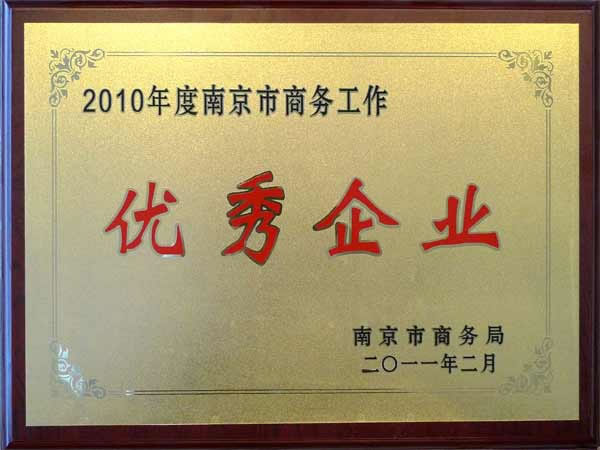 2010年度南京市商务工作
优秀企业
南京市商务局
二〇一一年二月